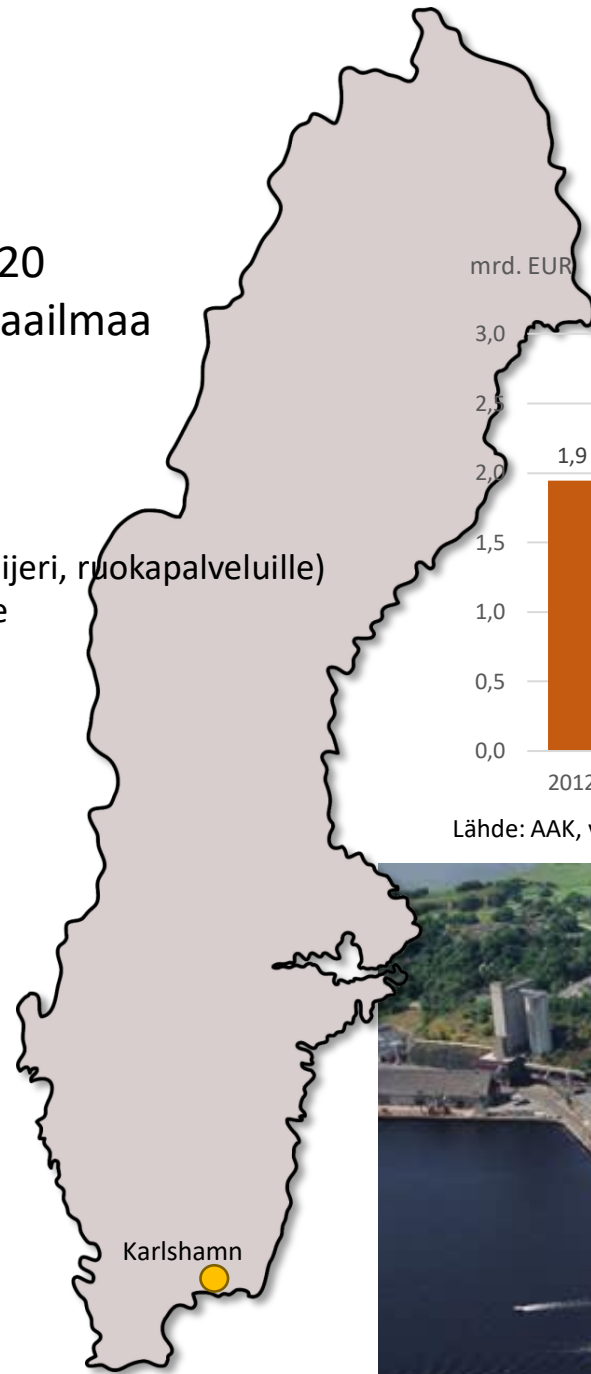 20
aailmaa
ijeri, ruokapalveluille)
e
mrd. EUR
3,0
2,5
2,0
1,5
1,0
0,5
0,0
1,9
2012
Lähde: AAK, v
Karlshamn